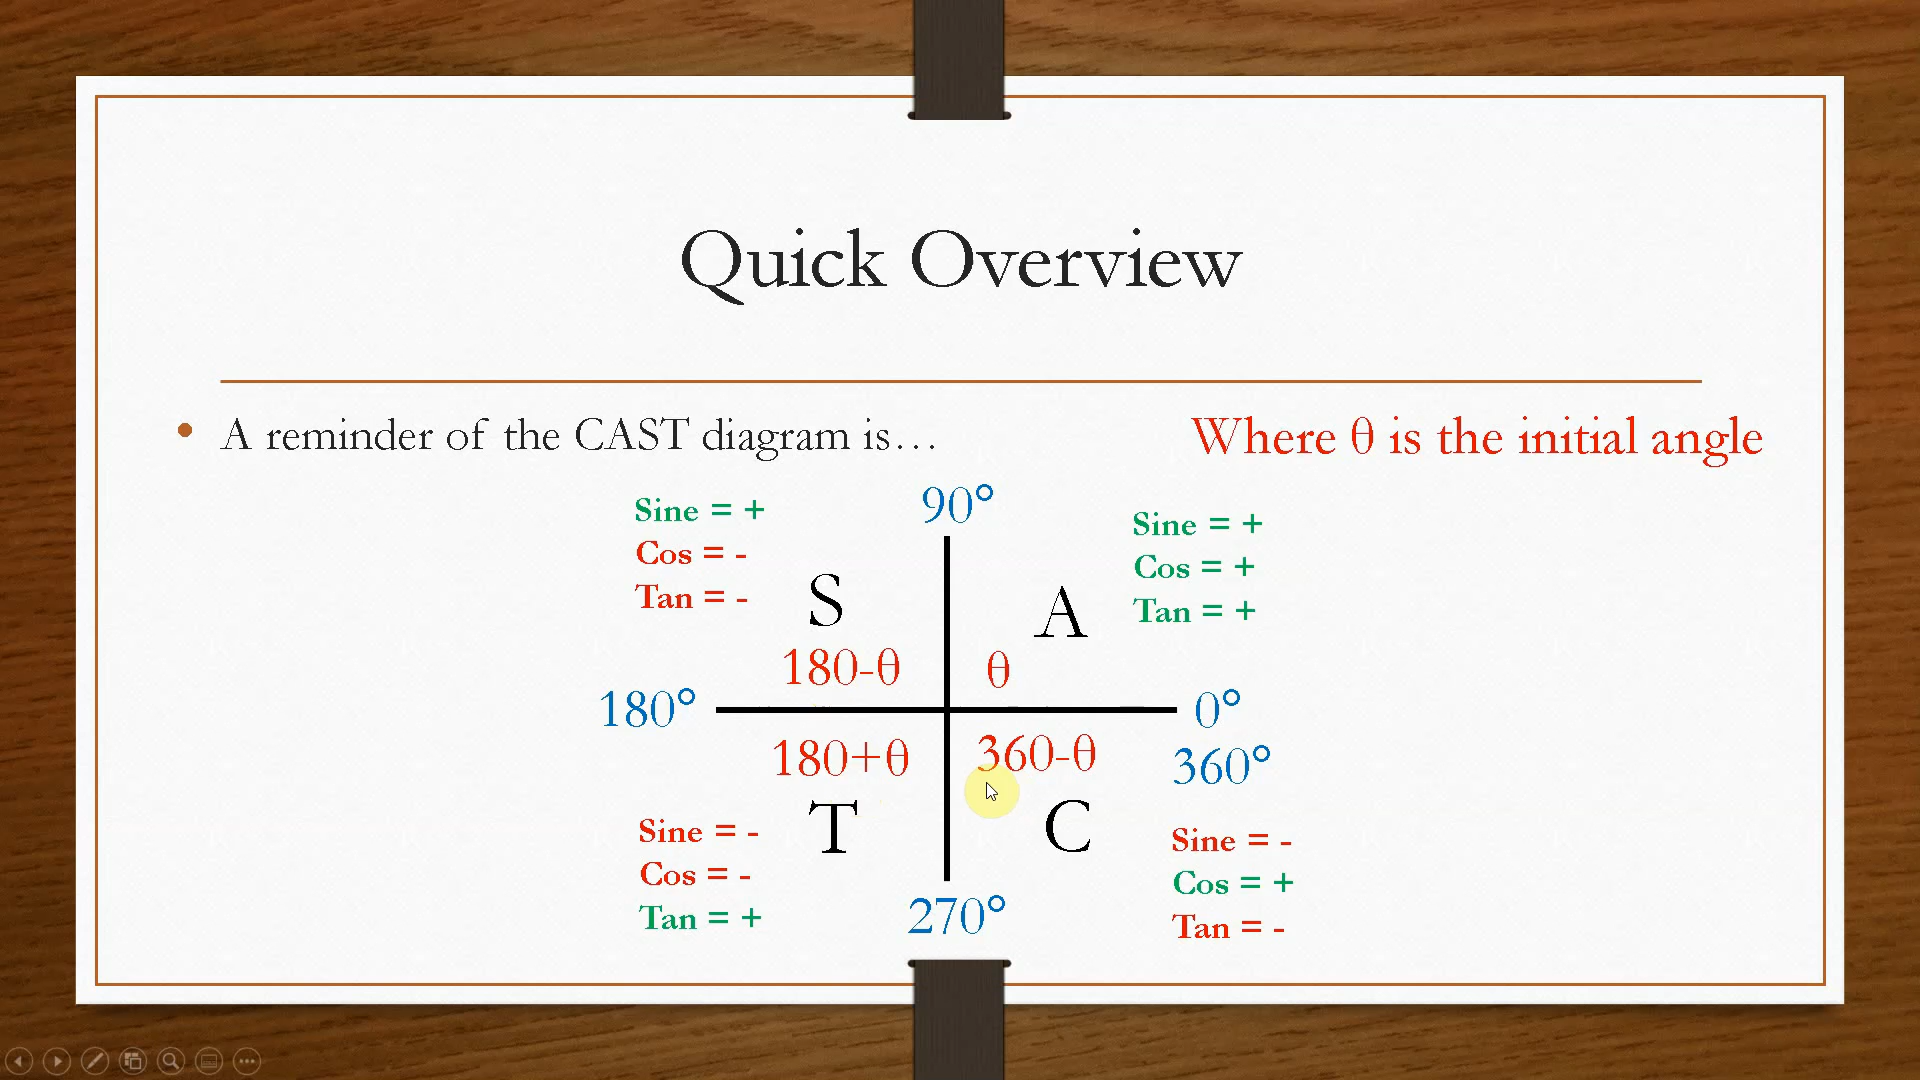 Quick Overview
• A reminder of the CAST diagram is…
Where θ is the initial angle
90°
Sine = +
Cos = -
Tan = -
S
180-θ
Sine = +
Cos = +
Tan = +
A
θ
180°
0°
360°
180+θ
T
Sine = -
Cos = -
Tan = +
360-θ
C
Sine = -
Cos = +
Tan = -
270°